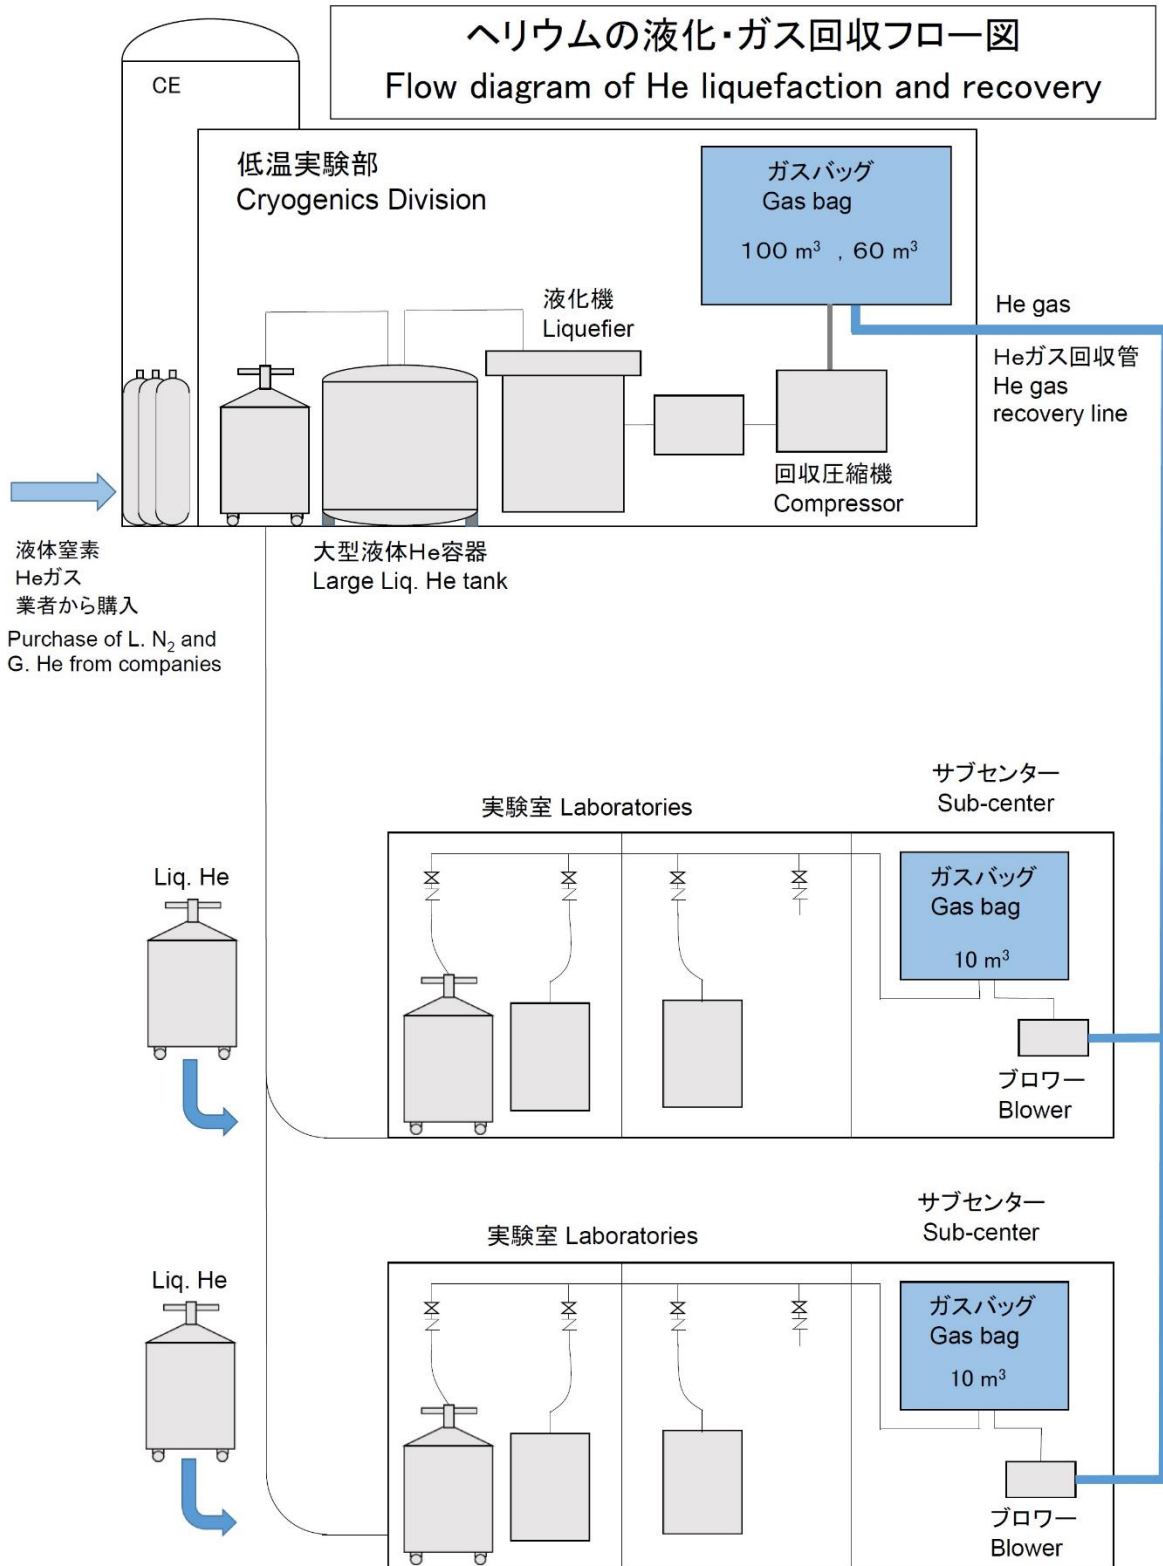 ヘリウムの液化・ガス回収フロー図
Flow diagram of He liquefaction and recovery
CE
低温実験部
Cryogenics Division
ガスバッグ
Gas bag
100 m³ , 60 m³
液化機
Liquefier
He gas
Heガス回収管
He gas
recovery line
回収圧縮機
Compressor
大型液体He容器
Large Liq. He tank
液体窒素
Heガス
業者から購入
Purchase of L. N₂ and
G. He from companies
実験室 Laboratories
サブセンター
Sub-center
Liq. He
ガスバッグ
Gas bag
10 m³
ブロワー
Blower
実験室 Laboratories
サブセンター
Sub-center
Liq. He
ガスバッグ
Gas bag
10 m³
ブロワー
Blower